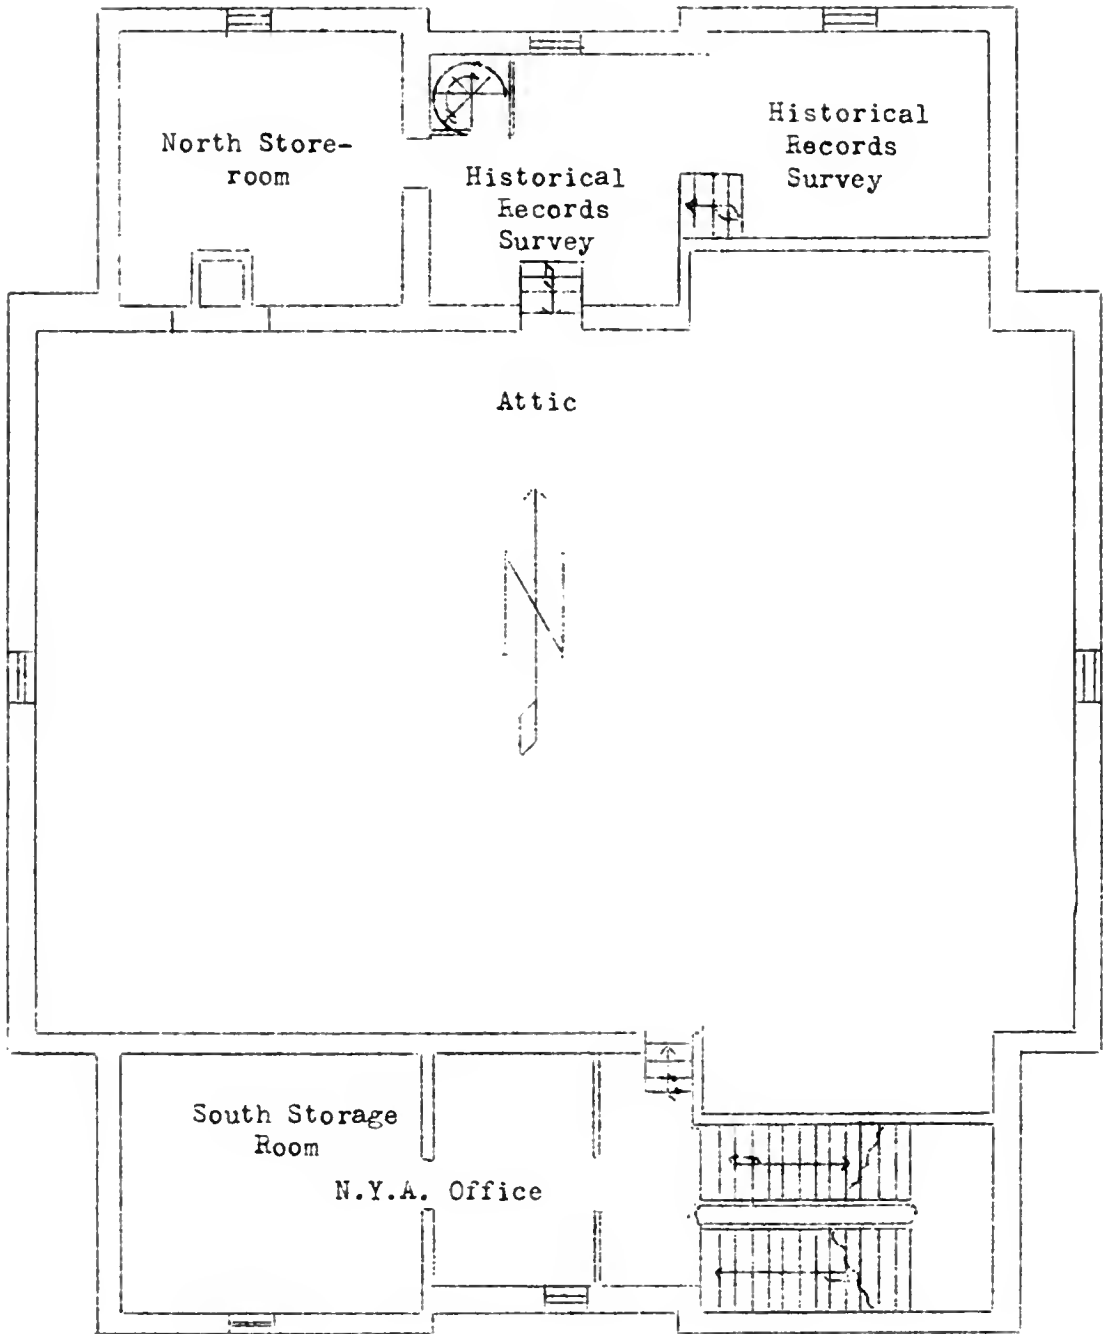 North Store-
room
Historical
Records
Survey
Historical
Records
Survey
Attic
N
South Storage
Room
N.Y.A. Office